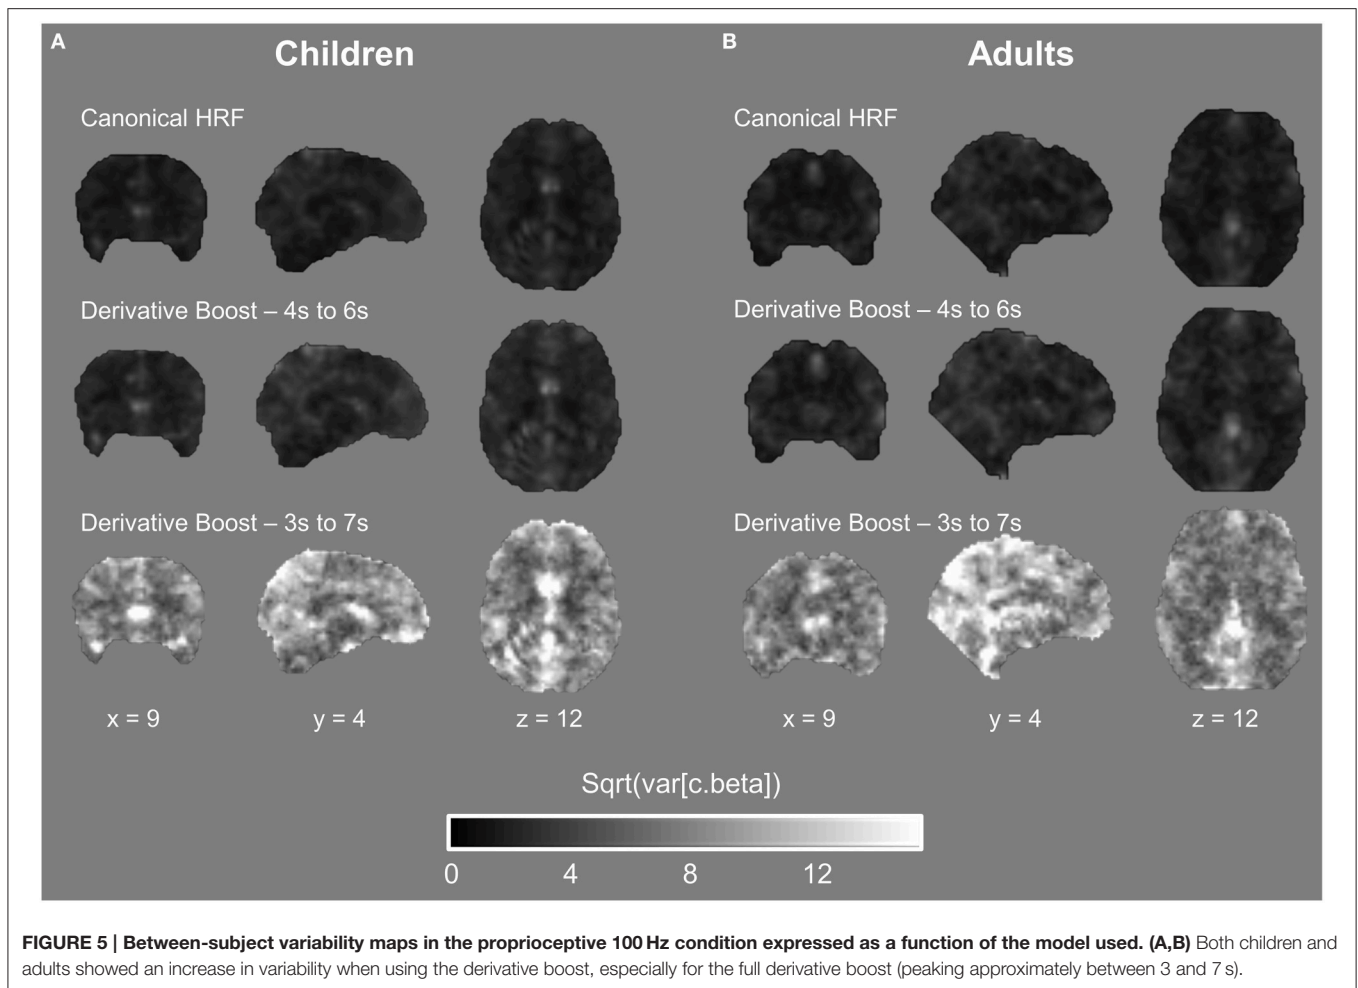 A
Children
Canonical HRF
Derivative Boost – 4s to 6s
Derivative Boost – 3s to 7s
x = 9
y = 4
z = 12
B
Adults
Canonical HRF
Derivative Boost – 4s to 6s
Derivative Boost – 3s to 7s
x = 9
y = 4
z = 12
Sqrt(var[c.beta])
0
4
8
12
FIGURE 5 | Between-subject variability maps in the proprioceptive 100 Hz condition expressed as a function of the model used. (A,B) Both children and
adults showed an increase in variability when using the derivative boost, especially for the full derivative boost (peaking approximately between 3 and 7 s).